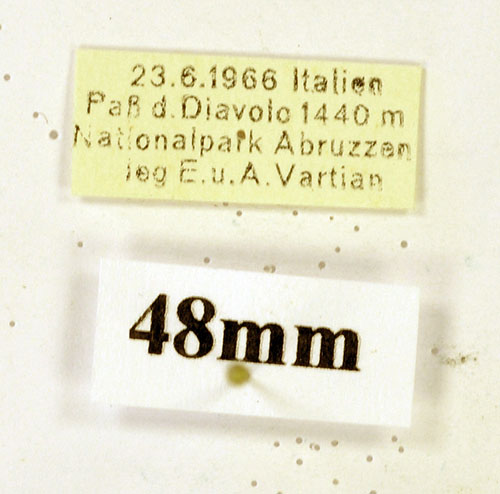 23.6.1966 Italien
Paß d.Diavolo 1440 m
Nationalpark Abruzzen
leg E.u.A.Vartian
48mm